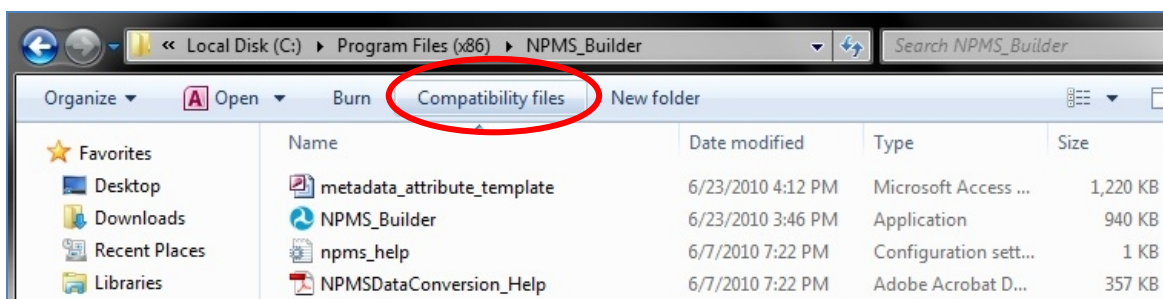 « Local Disk (C:) ▸ Program Files (x86) ▸ NPMS_Builder Search NPMS_Builder
Organize ▾ Open ▾ Burn Compatibility files New folder
Favorites Name Date modified Type Size
Desktop metadata_attribute_template 6/23/2010 4:12 PM Microsoft Access ... 1,220 KB
Downloads NPMS_Builder 6/23/2010 3:46 PM Application 940 KB
Recent Places npms_help 6/7/2010 7:22 PM Configuration sett... 1 KB
Libraries NPMSDataConversion_Help 6/7/2010 7:22 PM Adobe Acrobat D... 357 KB